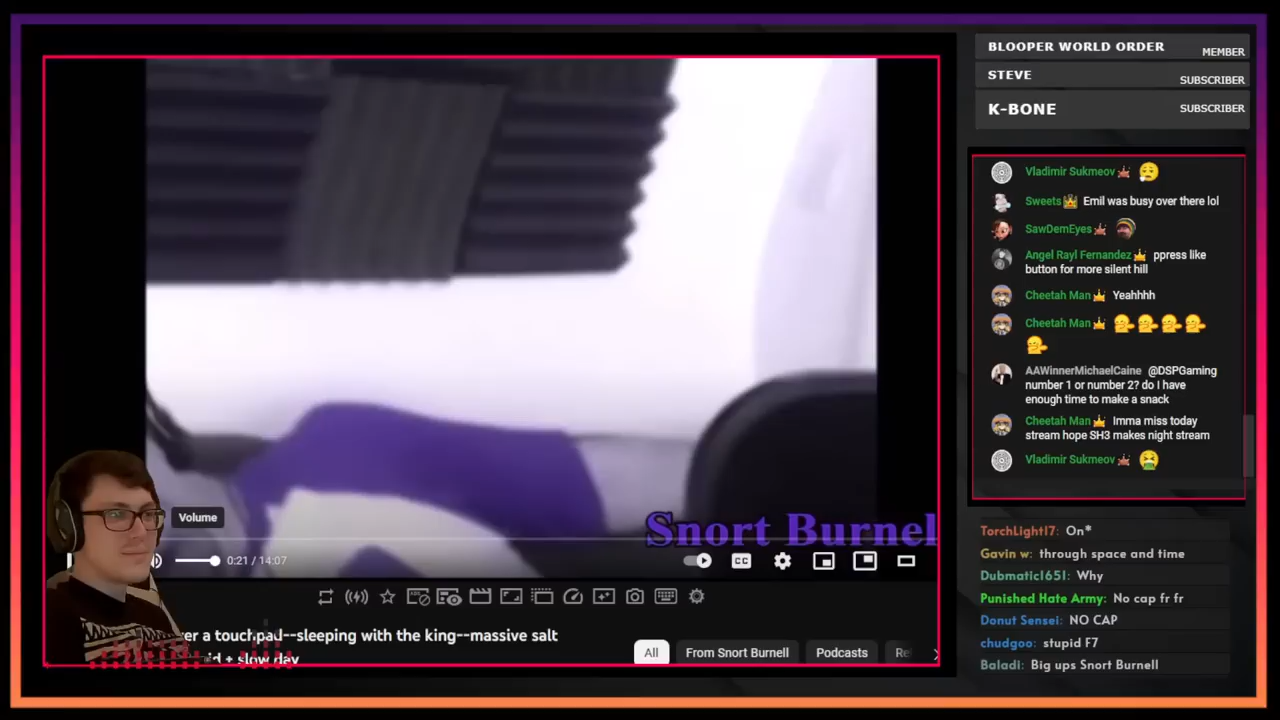 BLOOPER WORLD ORDER MEMBER
STEVE SUBSCRIBER
K-BONE SUBSCRIBER
Vladimir Sukmeov
Sweets Emil was busy over there lol
SawDemEyes
Angel Rayl Fernandez ppress like
button for more silent hill
Cheetah Man Yeahhhh
Cheetah Man
AAWinnerMichaelCaine @DSPGaming
number 1 or number 2? do I have
enough time to make a snack
Cheetah Man Imma miss today
stream hope SH3 makes night stream
Vladimir Sukmeov
TorchLight17: On*
Gavin w: through space and time
Dubmatic1651: Why
Punished Hate Army: No cap fr fr
Donut Sensei: NO CAP
chudgoo: stupid F7
Baladi: Big ups Snort Burnell
Snort Burnel
Volume
0:21 / 14:07
CC
a touchpad--sleeping with the king--massive salt
+ slow day
All From Snort Burnell Podcasts Re